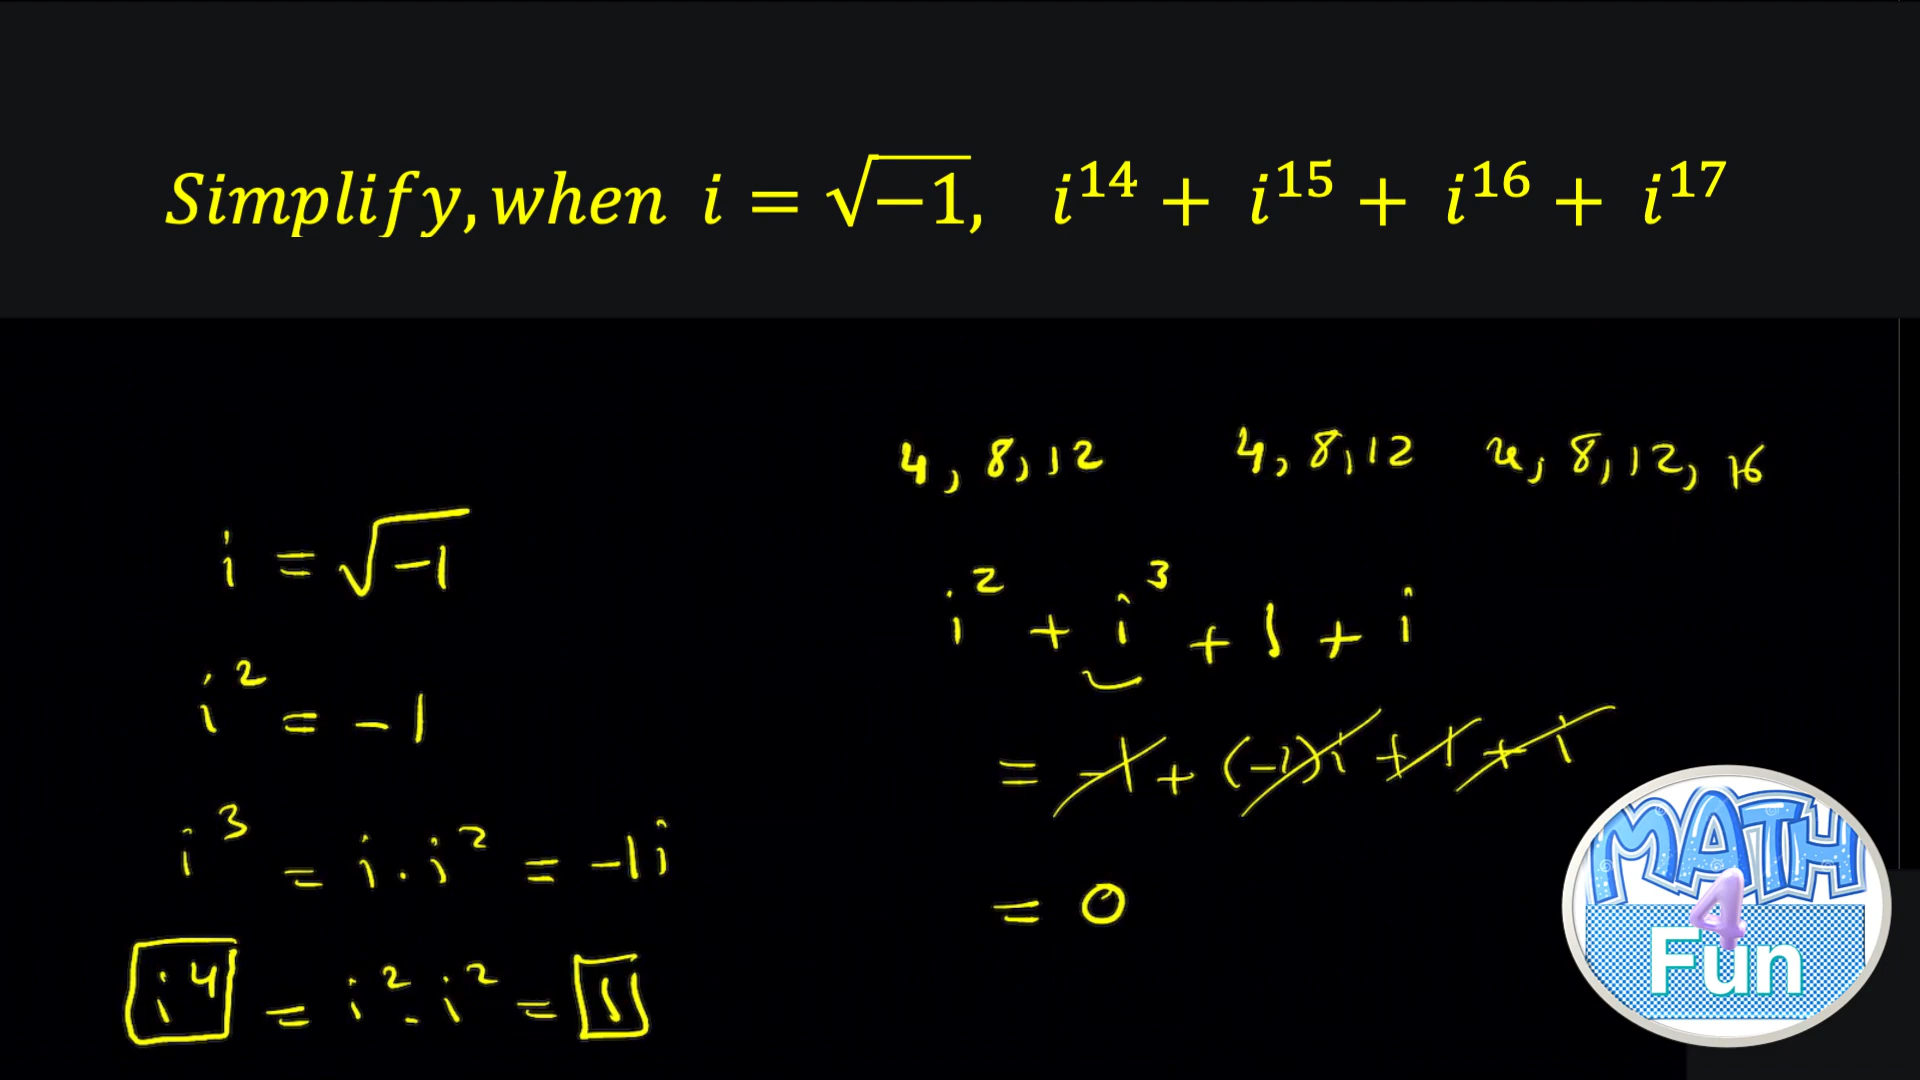 Simplify, when i = √−1, i¹⁴ + i¹⁵ + i¹⁶ + i¹⁷
4, 8, 12 4, 8, 12 4, 8, 12, 16
i = √−1
i² = −1
i³ = i · i² = −1i
i⁴ = i² · i² = 1
i² + i³ + 1 + i
= −1 + (−1)i + 1 + i
= 0
MATH
4
Fun